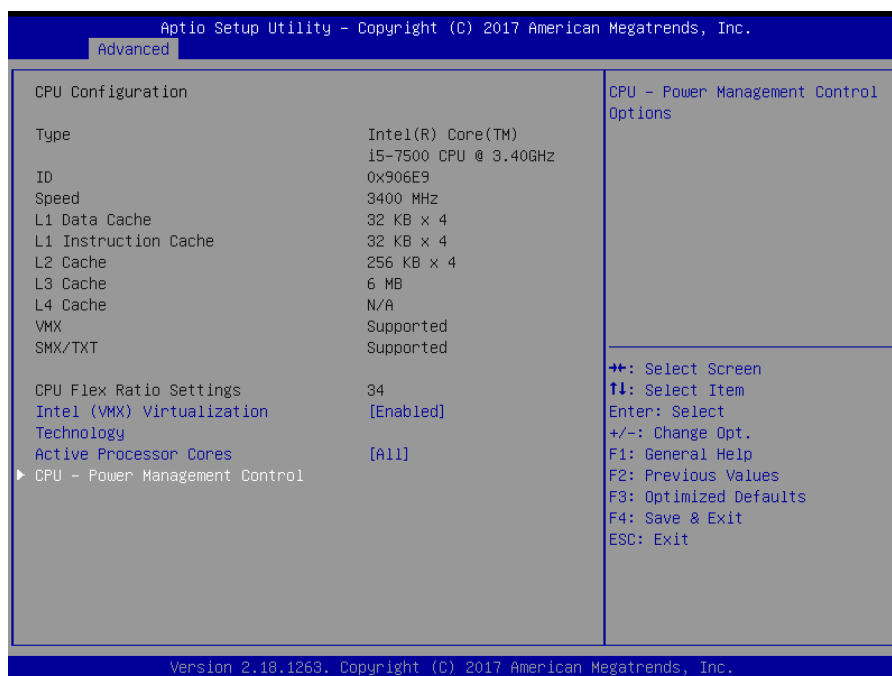 Aptio Setup Utility – Copyright (C) 2017 American Megatrends, Inc.
Advanced
CPU Configuration
Type Intel(R) Core(TM)
i5-7500 CPU @ 3.40GHz
ID 0x906E9
Speed 3400 MHz
L1 Data Cache 32 KB x 4
L1 Instruction Cache 32 KB x 4
L2 Cache 256 KB x 4
L3 Cache 6 MB
L4 Cache N/A
VMX Supported
SMX/TXT Supported
CPU Flex Ratio Settings 34
Intel (VMX) Virtualization [Enabled]
Technology
Active Processor Cores [All]
CPU – Power Management Control
CPU – Power Management Control
Options
→←: Select Screen
↑↓: Select Item
Enter: Select
+/-: Change Opt.
F1: General Help
F2: Previous Values
F3: Optimized Defaults
F4: Save & Exit
ESC: Exit
Version 2.18.1263. Copyright (C) 2017 American Megatrends, Inc.